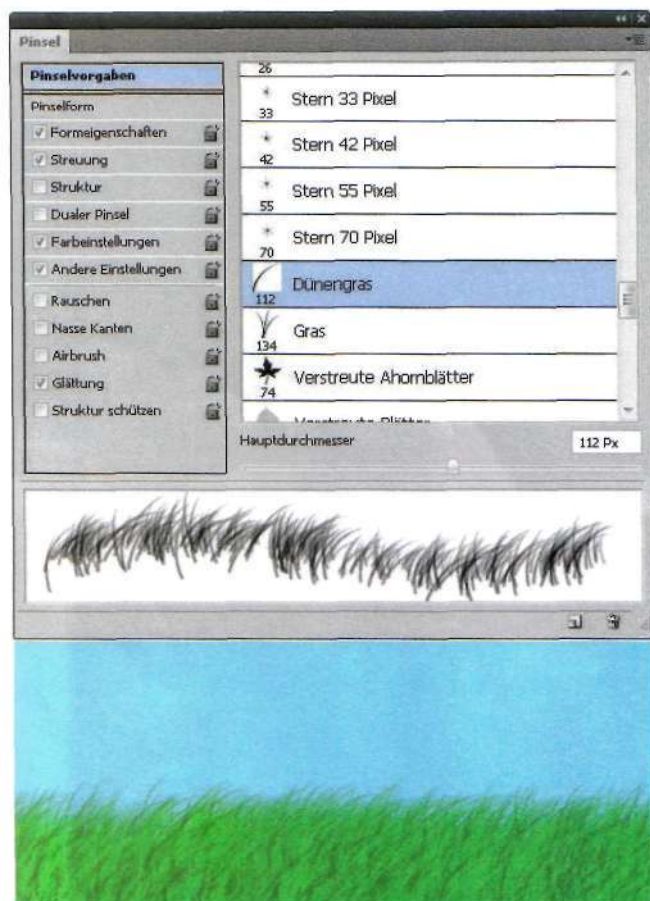 Pinsel
Pinselvorgaben
Pinselform
Formeigenschaften
Streuung
Struktur
Dualer Pinsel
Farbeinstellungen
Andere Einstellungen
Rauschen
Nasse Kanten
Airbrush
Glättung
Struktur schützen
26
Stern 33 Pixel
33
Stern 42 Pixel
42
Stern 55 Pixel
55
Stern 70 Pixel
70
Dünengras
112
Gras
134
Verstreute Ahornblätter
74
Verstreute Blätter
Hauptdurchmesser
112 Px